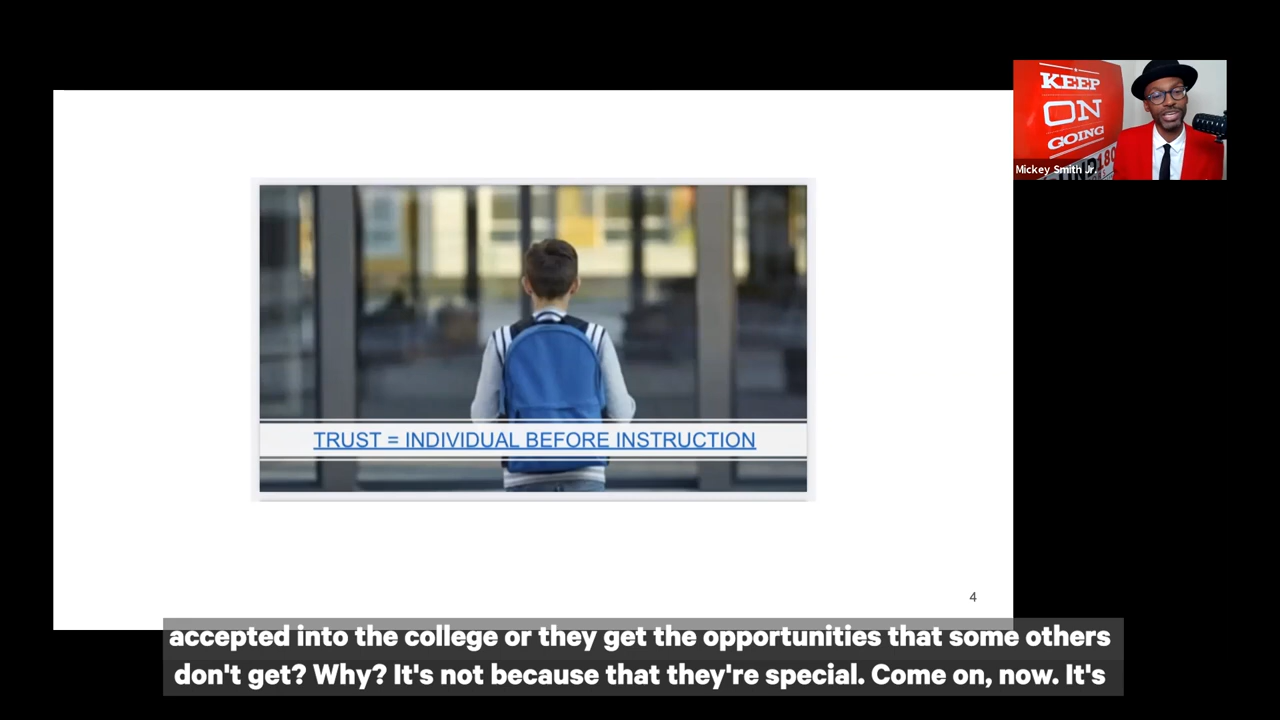 KEEP
ON
GOING
Mickey Smith Jr.
TRUST = INDIVIDUAL BEFORE INSTRUCTION
4
accepted into the college or they get the opportunities that some others
don't get? Why? It's not because that they're special. Come on, now. It's